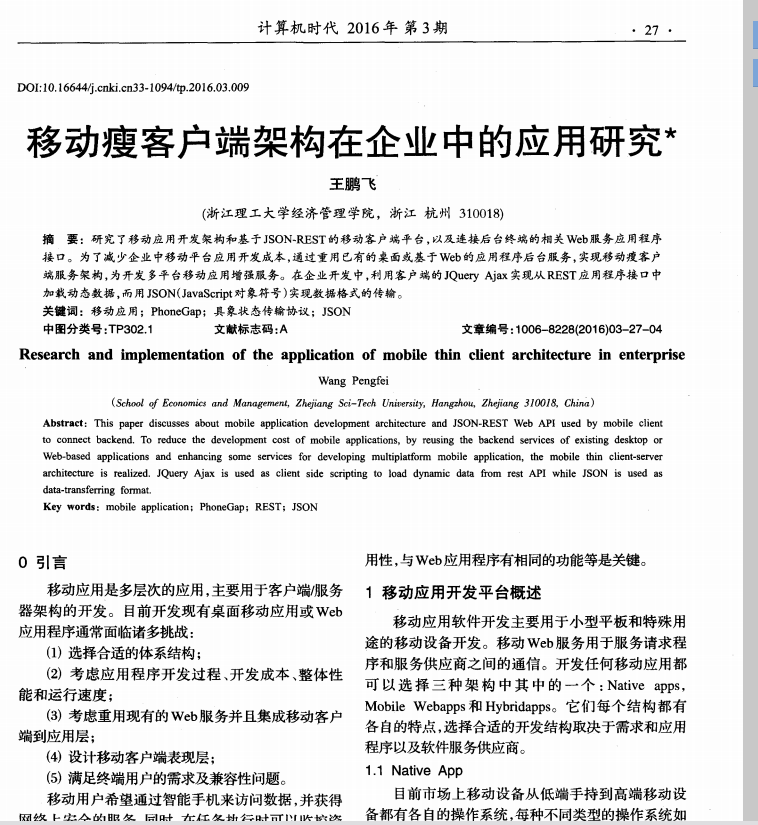 计算机时代 2016年 第3期
· 27 ·
DOI:10.16644/j.cnki.cn33-1094/tp.2016.03.009
移动瘦客户端架构在企业中的应用研究*
王鹏飞
(浙江理工大学经济管理学院，浙江 杭州 310018)
摘 要：研究了移动应用开发架构和基于JSON-REST的移动客户端平台,以及连接后台终端的相关Web服务应用程序
接口。为了减少企业中移动平台应用开发成本,通过重用已有的桌面或基于Web的应用程序后台服务,实现移动瘦客户
端服务架构,为开发多平台移动应用增强服务。在企业开发中,利用客户端的JQuery Ajax实现从REST应用程序接口中
加载动态数据,而用JSON(JavaScript对象符号)实现数据格式的传输。
关键词：移动应用；PhoneGap；具象状态传输协议；JSON
中图分类号:TP302.1 文献标志码:A 文章编号:1006-8228(2016)03-27-04
Research and implementation of the application of mobile thin client architecture in enterprise
Wang Pengfei
(School of Economics and Management, Zhejiang Sci-Tech University, Hangzhou, Zhejiang 310018, China)
Abstract: This paper discusses about mobile application development architecture and JSON-REST Web API used by mobile client
to connect backend. To reduce the development cost of mobile applications, by reusing the backend services of existing desktop or
Web-based applications and enhancing some services for developing multiplatform mobile application, the mobile thin client-server
architecture is realized. JQuery Ajax is used as client side scripting to load dynamic data from rest API while JSON is used as
data-transferring format.
Key words: mobile application; PhoneGap; REST; JSON
0 引言
移动应用是多层次的应用,主要用于客户端/服务
器架构的开发。目前开发现有桌面移动应用或Web
应用程序通常面临诸多挑战：
(1) 选择合适的体系结构；
(2) 考虑应用程序开发过程、开发成本、整体性
能和运行速度；
(3) 考虑重用现有的Web服务并且集成移动客户
端到应用层；
(4) 设计移动客户端表现层；
(5) 满足终端用户的需求及兼容性问题。
移动用户希望通过智能手机来访问数据,并获得
网络上安全的服务。同时,在任务执行时可以监控资
用性,与Web应用程序有相同的功能等是关键。
1 移动应用开发平台概述
移动应用软件开发主要用于小型平板和特殊用
途的移动设备开发。移动Web服务用于服务请求程
序和服务供应商之间的通信。开发任何移动应用都
可以选择三种架构中其中的一个：Native apps,
Mobile Webapps和Hybridapps。它们每个结构都有
各自的特点,选择合适的开发结构取决于需求和应用
程序以及软件服务供应商。
1.1 Native App
目前市场上移动设备从低端手持到高端移动设
备都有各自的操作系统,每种不同类型的操作系统如